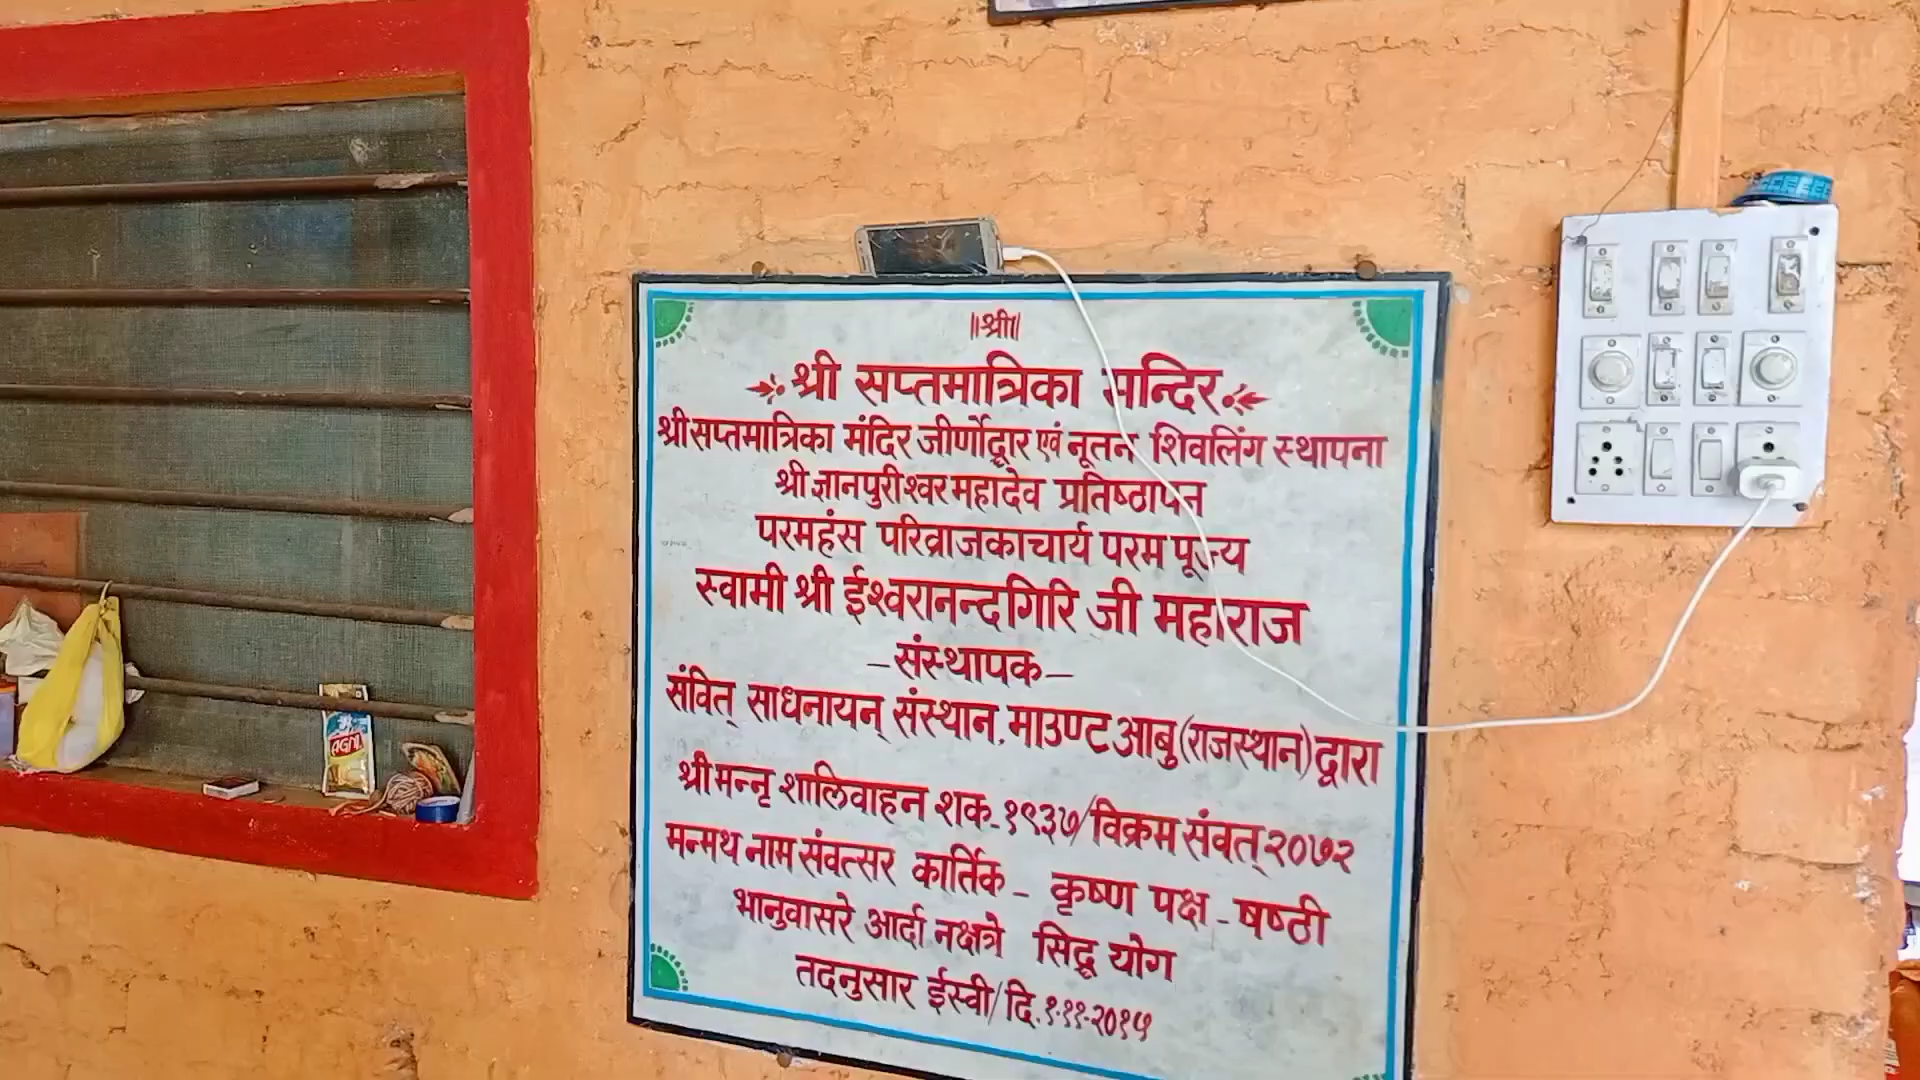 ॥श्री॥
श्री सप्तमात्रिका मन्दिर
श्री सप्तमात्रिका मंदिर जीर्णोद्धार एवं नूतन शिवलिंग स्थापना
श्री ज्ञानपुरीश्वर महादेव प्रतिष्ठापन
परमहंस परिव्राजकाचार्य परम पूज्य
स्वामी श्री ईश्वरानन्दगिरि जी महाराज
–संस्थापक–
संवित् साधनायन् संस्थान, माउण्ट आबु (राजस्थान) द्वारा
श्री मन्नृ शालिवाहन शक-१९३७/विक्रम संवत् २०७२
मन्मथ नाम संवत्सर कार्तिक - कृष्ण पक्ष - षष्ठी
भानुवासरे आर्दा नक्षत्रे सिद्ध योग
तदनुसार ईस्वी/दि.१-११-२०१५
AGNI